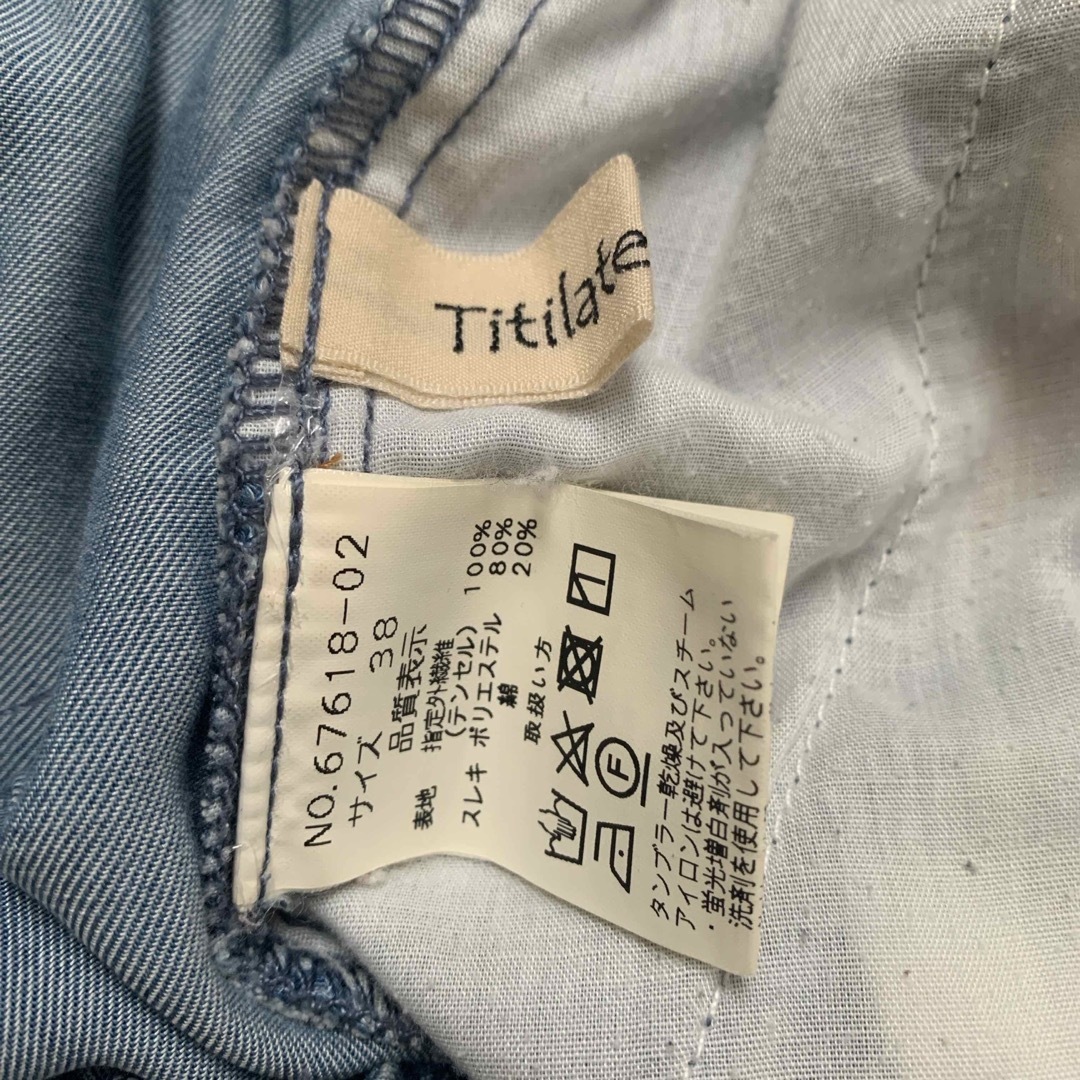 Titilate
NO.67618-02
サイズ 38
品質表示
表地 指定外繊維
(テンセル) 100%
スレキ ポリエステル 80%
綿 20%
取扱い方
F
タンブラー乾燥及びスチーム
アイロンは避けて下さい。
・蛍光増白剤が入っていない
洗剤を使用して下さい。